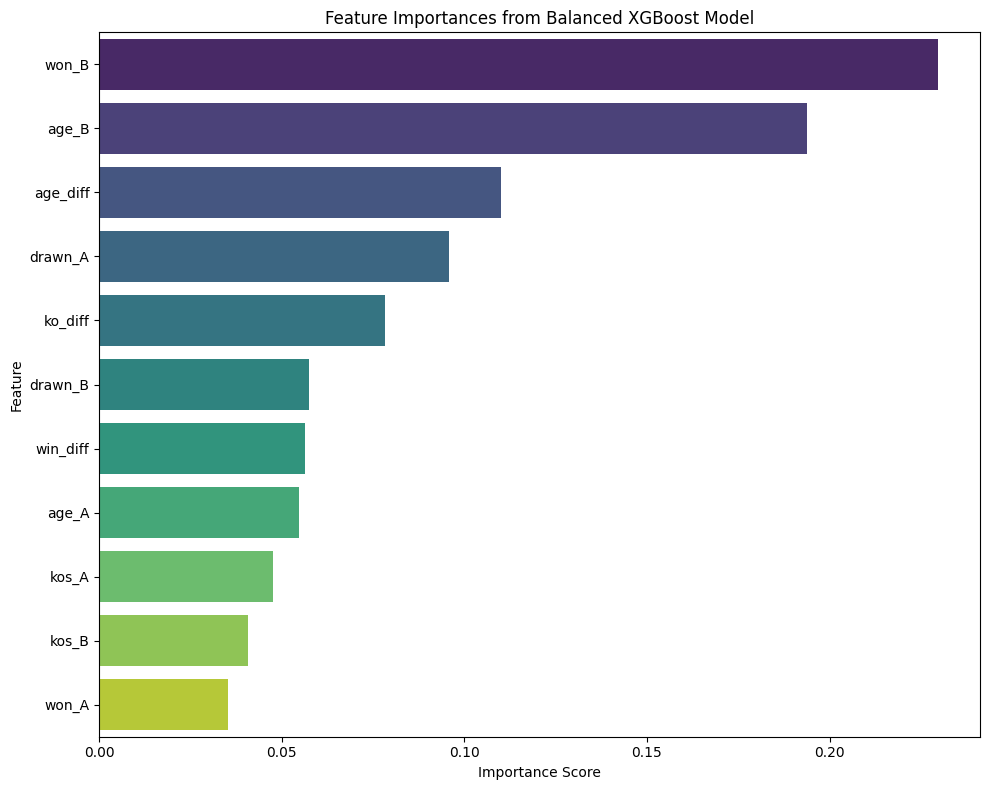 Feature Importances from Balanced XGBoost Model
won_B
age_B
age_diff
drawn_A
ko_diff
drawn_B
win_diff
age_A
kos_A
kos_B
won_A
Feature
0.00 0.05 0.10 0.15 0.20
Importance Score